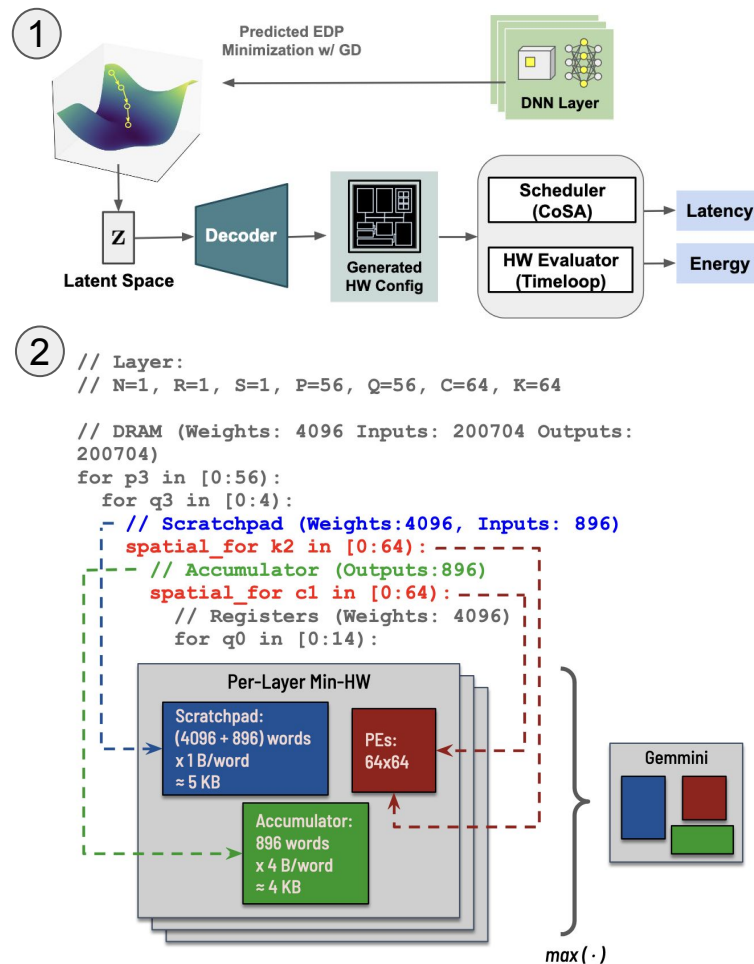 1
Predicted EDP
Minimization w/ GD
DNN Layer
z
Latent Space
Decoder
Generated
HW Config
Scheduler
(CoSA)
HW Evaluator
(Timeloop)
Latency
Energy
2
// Layer:
// N=1, R=1, S=1, P=56, Q=56, C=64, K=64
// DRAM (Weights: 4096 Inputs: 200704 Outputs:
200704)
for p3 in [0:56):
for q3 in [0:4):
// Scratchpad (Weights:4096, Inputs: 896)
spatial_for k2 in [0:64):
// Accumulator (Outputs:896)
spatial_for c1 in [0:64):
// Registers (Weights: 4096)
for q0 in [0:14):
Per-Layer Min-HW
Scratchpad:
(4096 + 896) words
x 1 B/word
≈ 5 KB
PEs:
64x64
Accumulator:
896 words
x 4 B/word
≈ 4 KB
Gemmini
max( · )